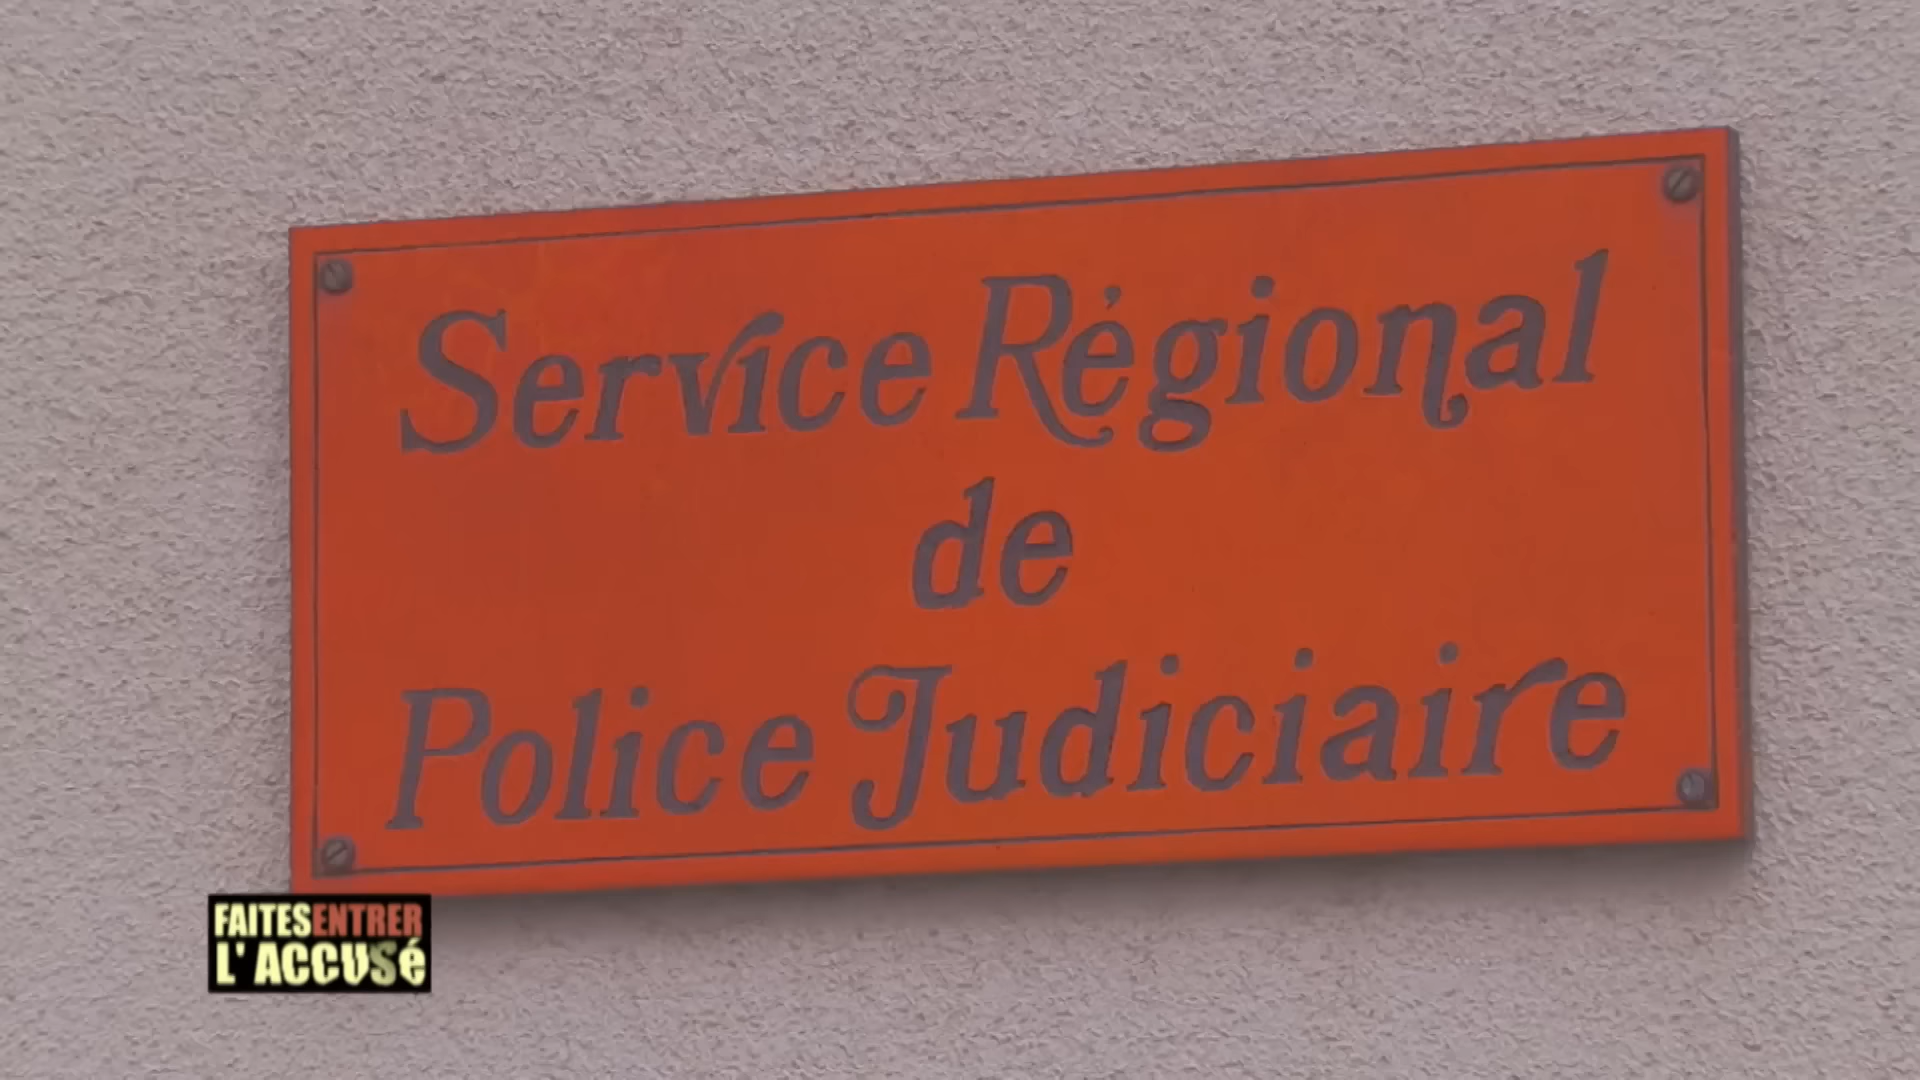 Service Régional
de
Police Judiciaire
FAITES ENTRER
L'ACCUSé